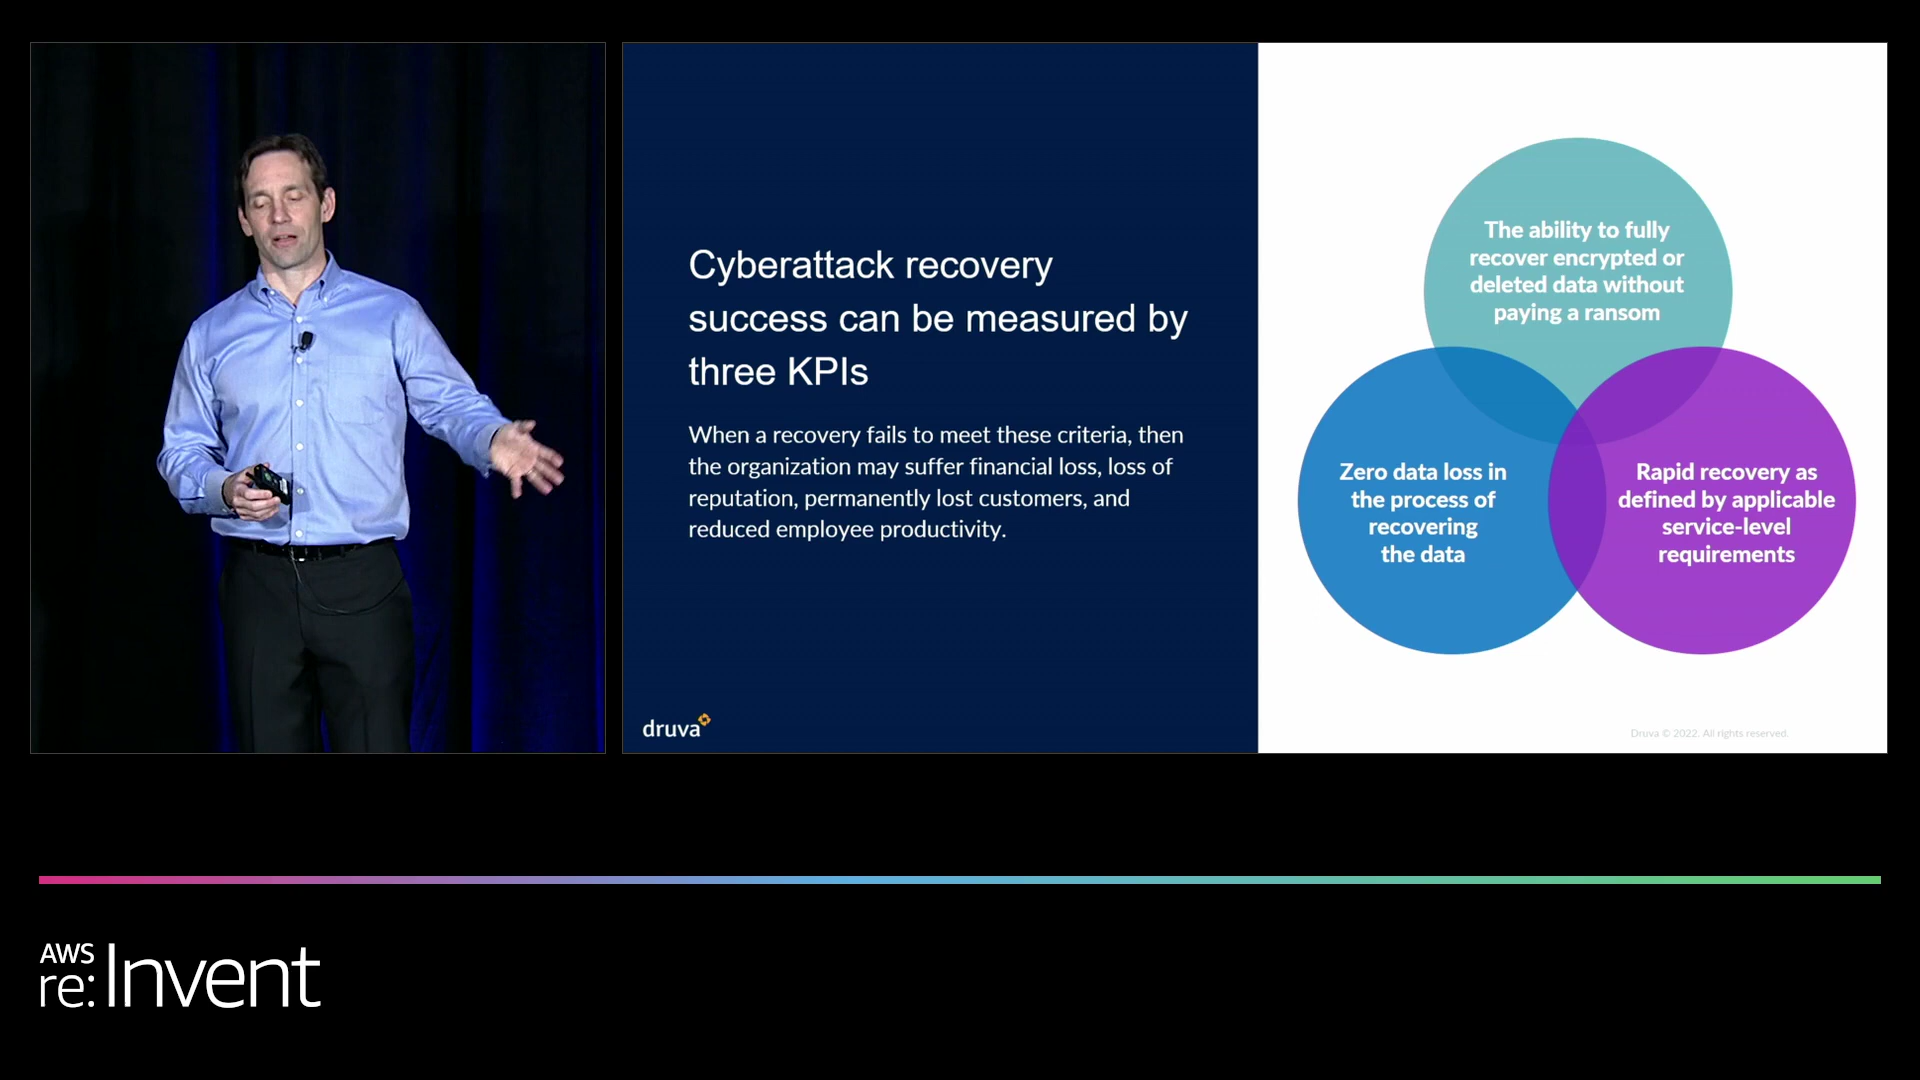 Cyberattack recovery
success can be measured by
three KPIs
When a recovery fails to meet these criteria, then
the organization may suffer financial loss, loss of
reputation, permanently lost customers, and
reduced employee productivity.
druva
The ability to fully
recover encrypted or
deleted data without
paying a ransom
Zero data loss in
the process of
recovering
the data
Rapid recovery as
defined by applicable
service-level
requirements
Druva © 2022. All rights reserved.
AWS
re:Invent